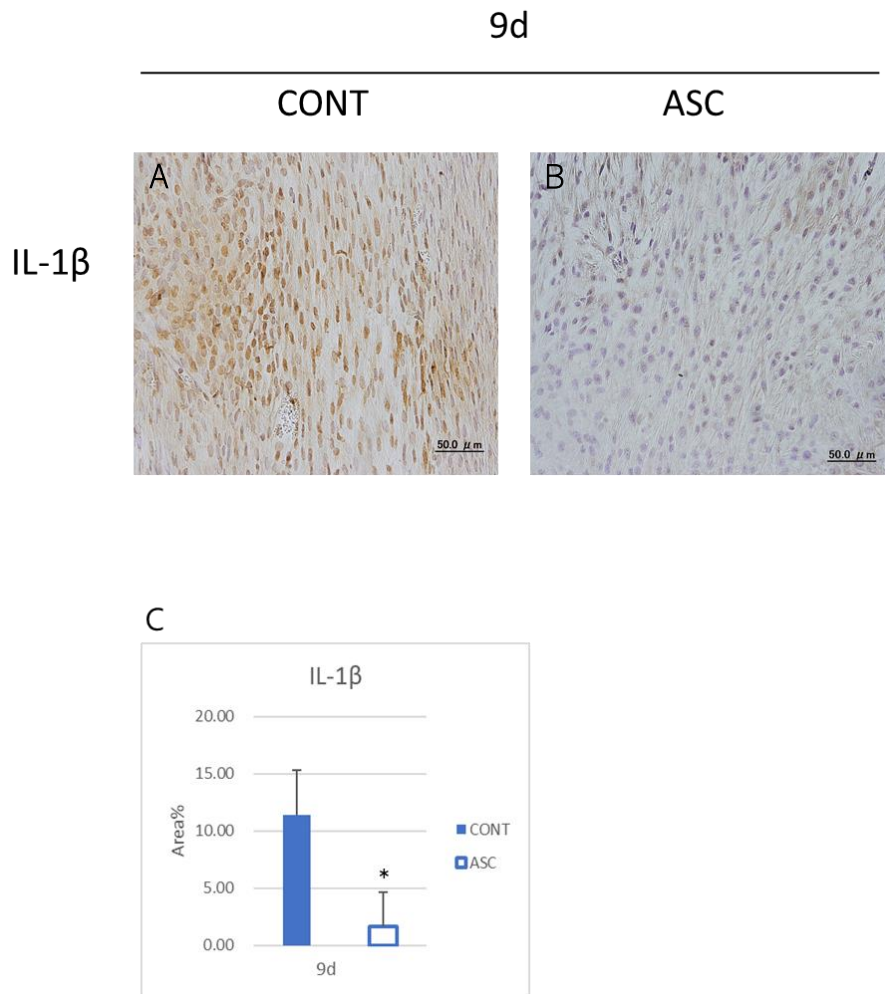 9d
CONT ASC
A B
IL-1β
50.0 μm 50.0 μm
C
IL-1β
20.00
15.00
10.00
5.00
0.00
Area%
*
9d
CONT
ASC